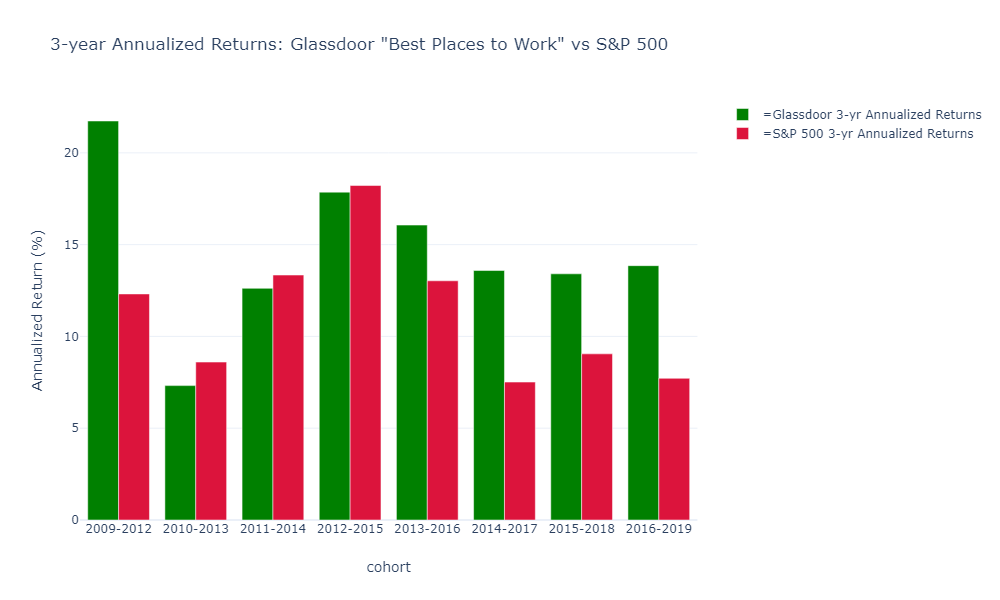 3-year Annualized Returns: Glassdoor "Best Places to Work" vs S&P 500
=Glassdoor 3-yr Annualized Returns
=S&P 500 3-yr Annualized Returns
Annualized Return (%)
20
15
10
5
0
2009-2012 2010-2013 2011-2014 2012-2015 2013-2016 2014-2017 2015-2018 2016-2019
cohort